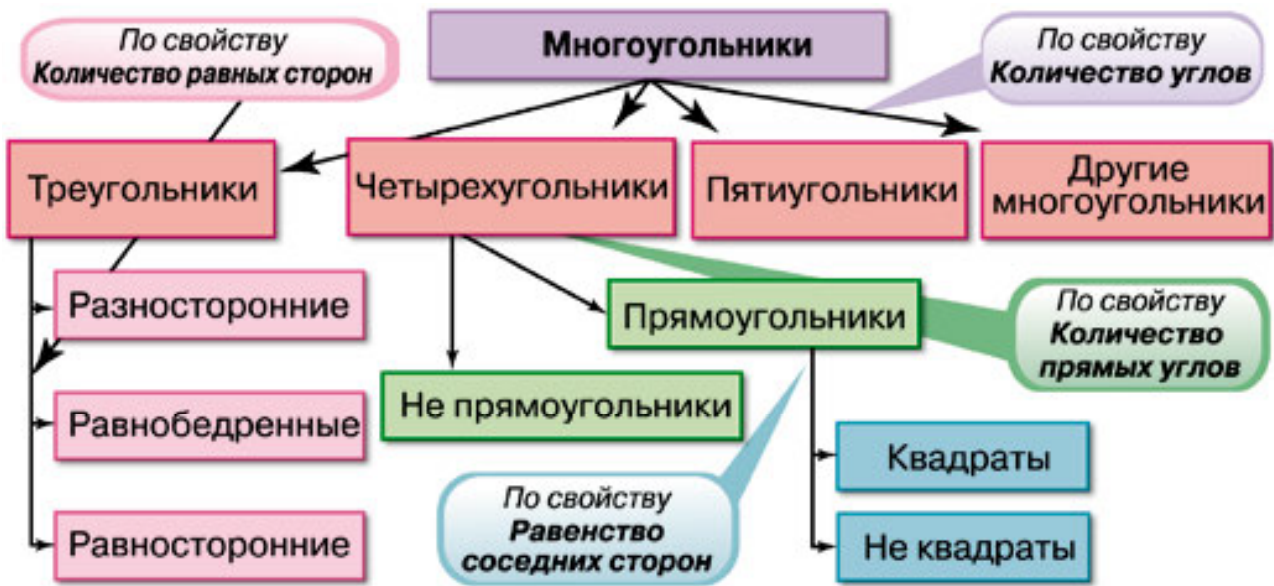 По свойству
Количество равных сторон
Многоугольники
По свойству
Количество углов
Треугольники
Четырехугольники
Пятиугольники
Другие
многоугольники
Разносторонние
Прямоугольники
По свойству
Количество
прямых углов
Не прямоугольники
Равнобедренные
Квадраты
По свойству
Равенство
соседних сторон
Равносторонние
Не квадраты